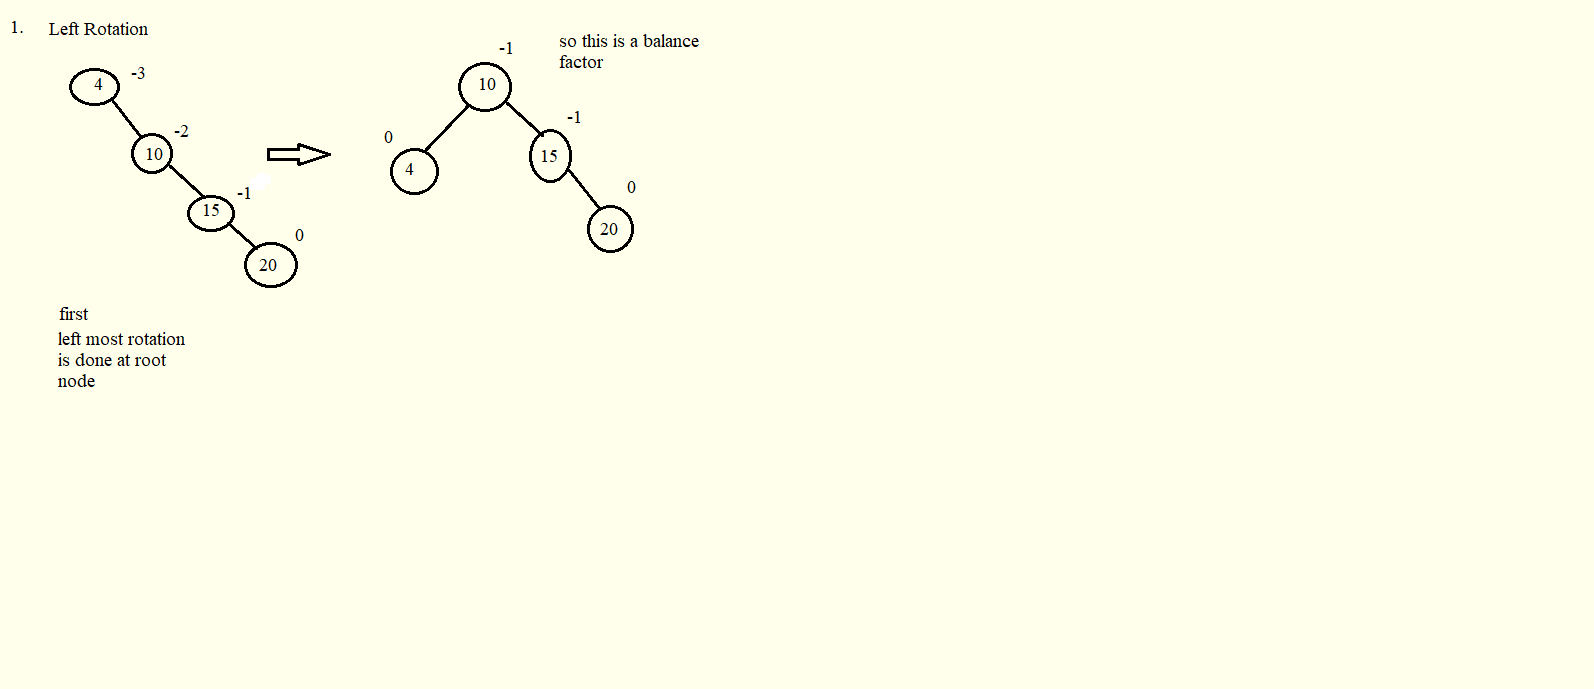 1. Left Rotation
4 -3
10 -2
15 -1
20 0
first
left most rotation
is done at root
node
10 -1
4 0
15 -1
20 0
so this is a balance
factor